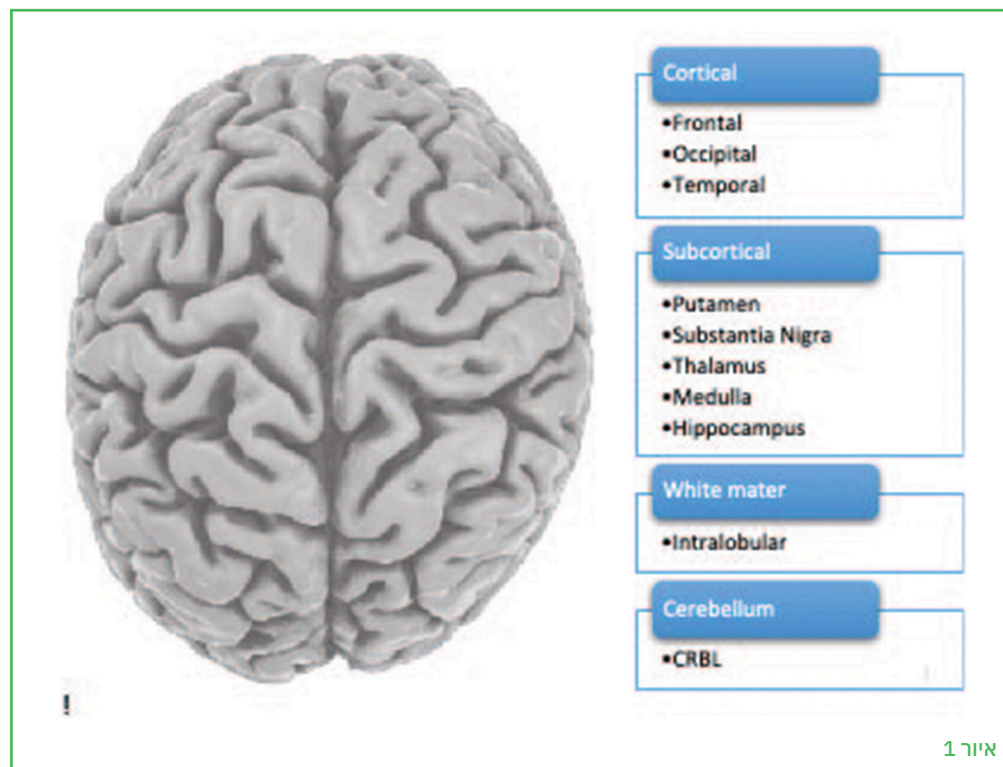 Cortical
•Frontal
•Occipital
•Temporal
Subcortical
•Putamen
•Substantia Nigra
•Thalamus
•Medulla
•Hippocampus
White mater
•Intralobular
Cerebellum
•CRBL
איור 1